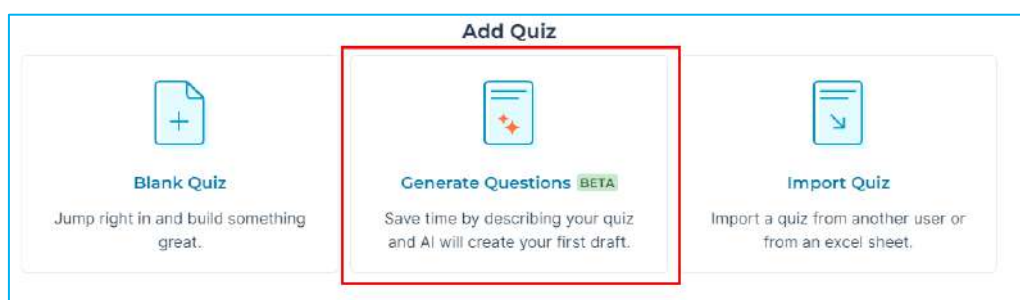 Add Quiz
Blank Quiz
Jump right in and build something
great.
Generate Questions BETA
Save time by describing your quiz
and AI will create your first draft.
Import Quiz
Import a quiz from another user or
from an excel sheet.